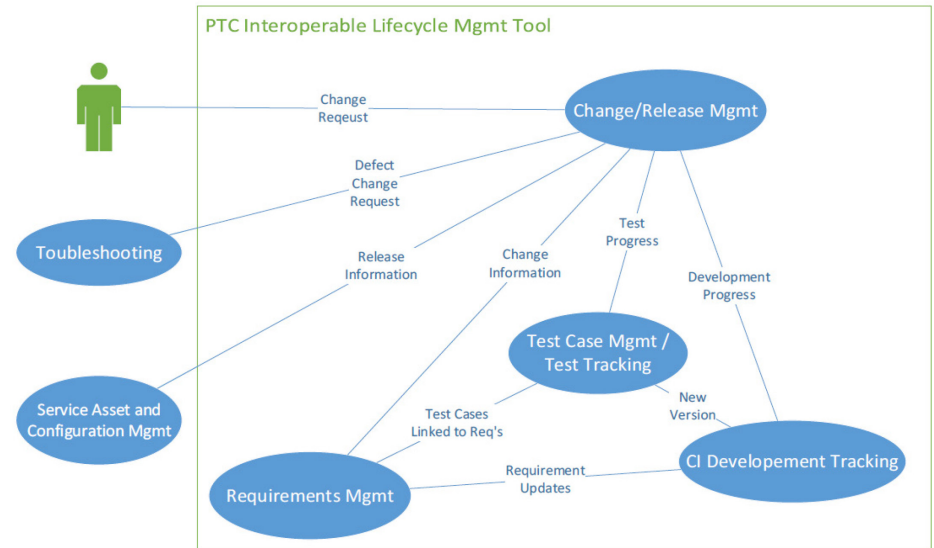 PTC Interoperable Lifecycle Mgmt Tool
Change
Reqeust
Change/Release Mgmt
Defect
Change
Request
Toubleshooting
Release
Information
Change
Information
Test
Progress
Development
Progress
Test Case Mgmt /
Test Tracking
Service Asset and
Configuration Mgmt
Test Cases
Linked to Req's
New
Version
CI Developement Tracking
Requirements Mgmt
Requirement
Updates